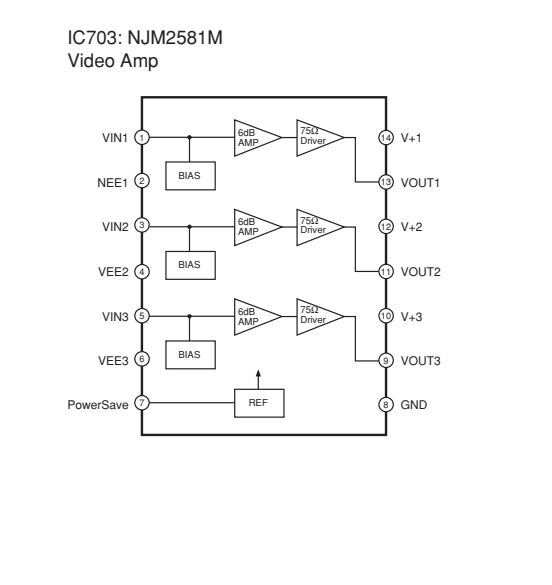 IC703: NJM2581M
Video Amp
VIN1 1 6dB AMP 75Ω Driver 14 V+1
BIAS
NEE1 2 13 VOUT1
VIN2 3 6dB AMP 75Ω Driver 12 V+2
BIAS
VEE2 4 11 VOUT2
VIN3 5 6dB AMP 75Ω Driver 10 V+3
BIAS
VEE3 6 9 VOUT3
PowerSave 7 REF 8 GND